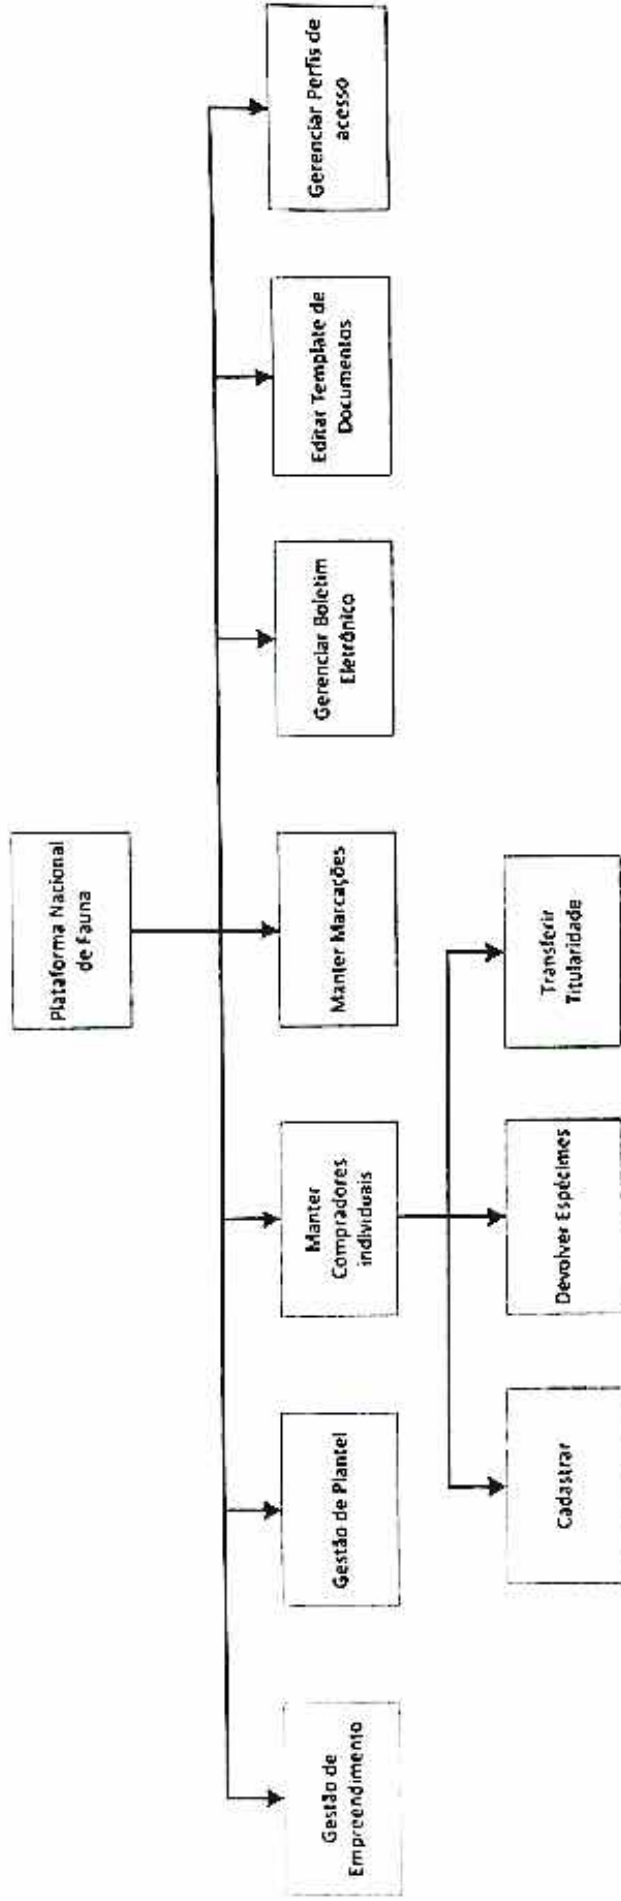 Plataforma Nacional
de Fauna
Gestão de
Empreendimento
Gestão de Plantel
Manter
Compradores
individuais
Manter Marcações
Gerenciar Boletim
Eletrônico
Editar Template de
Documentos
Gerenciar Perfis de
acesso
Cadastrar
Devolver Espécimes
Transferir
Titularidade